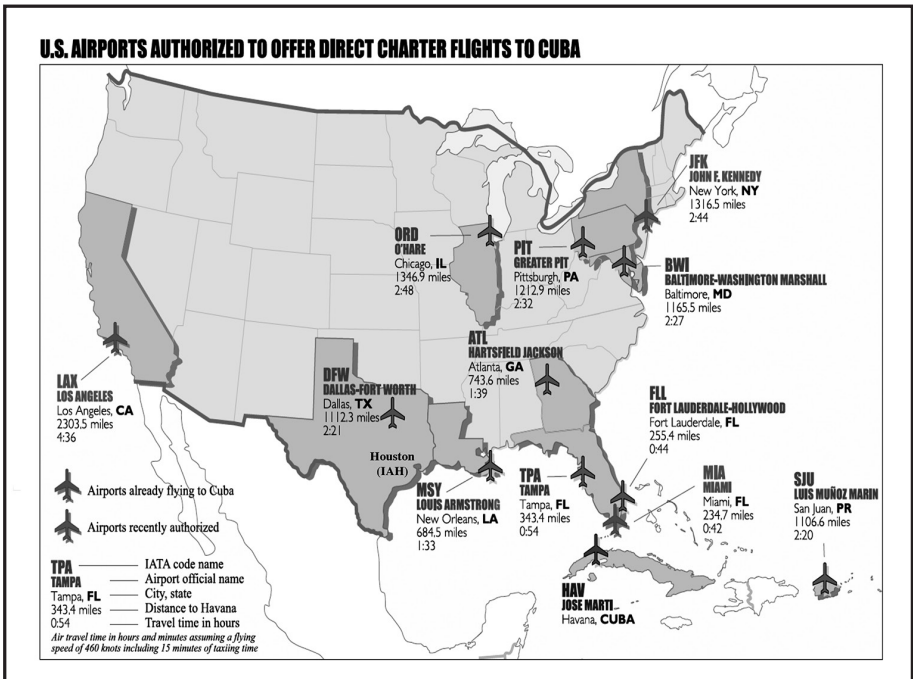 U.S. AIRPORTS AUTHORIZED TO OFFER DIRECT CHARTER FLIGHTS TO CUBA
JFK
JOHN F. KENNEDY
New York, NY
1316.5 miles
2:44
ORD
O'HARE
Chicago, IL
1346.9 miles
2:48
PIT
GREATER PIT
Pittsburgh, PA
1212.9 miles
2:32
BWI
BALTIMORE-WASHINGTON MARSHALL
Baltimore, MD
1165.5 miles
2:27
ATL
HARTSFIELD JACKSON
Atlanta, GA
743.6 miles
1:39
LAX
LOS ANGELES
Los Angeles, CA
2303.5 miles
4:36
DFW
DALLAS-FORT WORTH
Dallas, TX
1112.3 miles
2:21
Houston
(IAH)
FLL
FORT LAUDERDALE-HOLLYWOOD
Fort Lauderdale, FL
255.4 miles
0:44
MSY
LOUIS ARMSTRONG
New Orleans, LA
684.5 miles
1:33
TPA
TAMPA
Tampa, FL
343.4 miles
0:54
MIA
MIAMI
Miami, FL
234.7 miles
0:42
SJU
LUIS MUÑOZ MARIN
San Juan, PR
1106.6 miles
2:20
HAV
JOSE MARTI
Havana, CUBA
Airports already flying to Cuba
Airports recently authorized
TPA IATA code name
TAMPA Airport official name
Tampa, FL City, state
343.4 miles Distance to Havana
0:54 Travel time in hours
Air travel time in hours and minutes assuming a flying
speed of 460 knots including 15 minutes of taxiing time